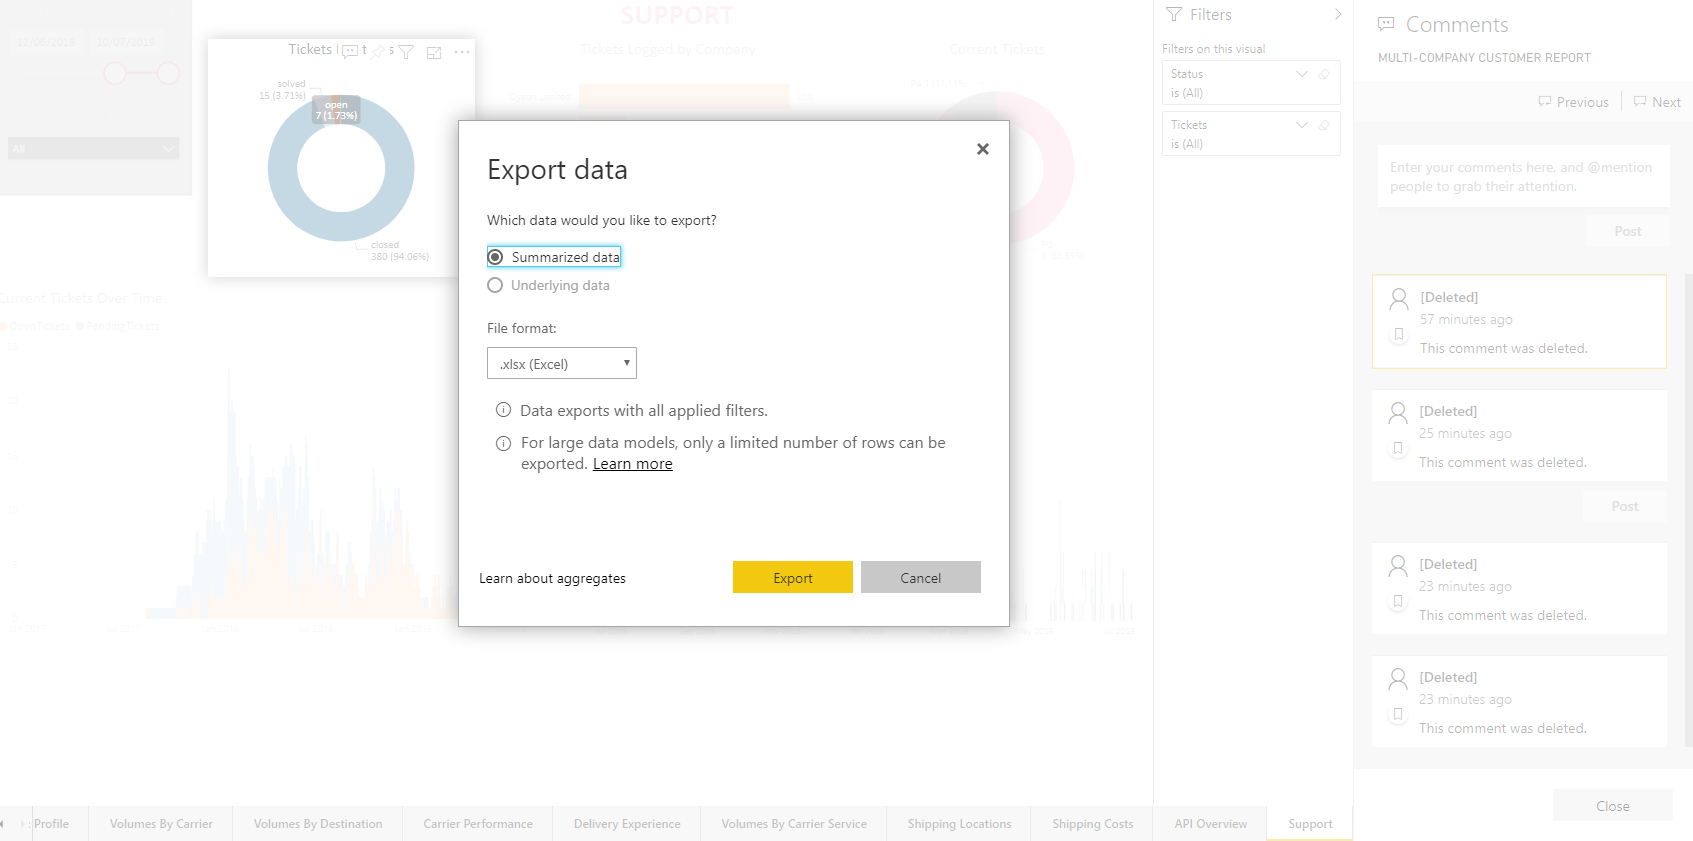 SUPPORT
12/06/2018
10/07/2019
All
Tickets
solved
15 (3.71%)
open
7 (1.73%)
closed
380 (94.06%)
Tickets Logged by Company
Current Tickets
Current Tickets Over Time
OpenTickets
PendingTickets
Jan 2017
Jul 2017
Jan 2018
Jul 2018
Export data
Which data would you like to export?
Summarized data
Underlying data
File format:
.xlsx (Excel)
Data exports with all applied filters.
For large data models, only a limited number of rows can be
exported. Learn more
Learn about aggregates
Export
Cancel
Filters
Filters on this visual
Status
is (All)
Tickets
is (All)
Comments
MULTI-COMPANY CUSTOMER REPORT
Previous
Next
Enter your comments here, and @mention
people to grab their attention.
Post
[Deleted]
57 minutes ago
This comment was deleted.
[Deleted]
25 minutes ago
This comment was deleted.
Post
[Deleted]
23 minutes ago
This comment was deleted.
[Deleted]
23 minutes ago
This comment was deleted.
Close
Profile
Volumes By Carrier
Volumes By Destination
Carrier Performance
Delivery Experience
Volumes By Carrier Service
Shipping Locations
Shipping Costs
API Overview
Support